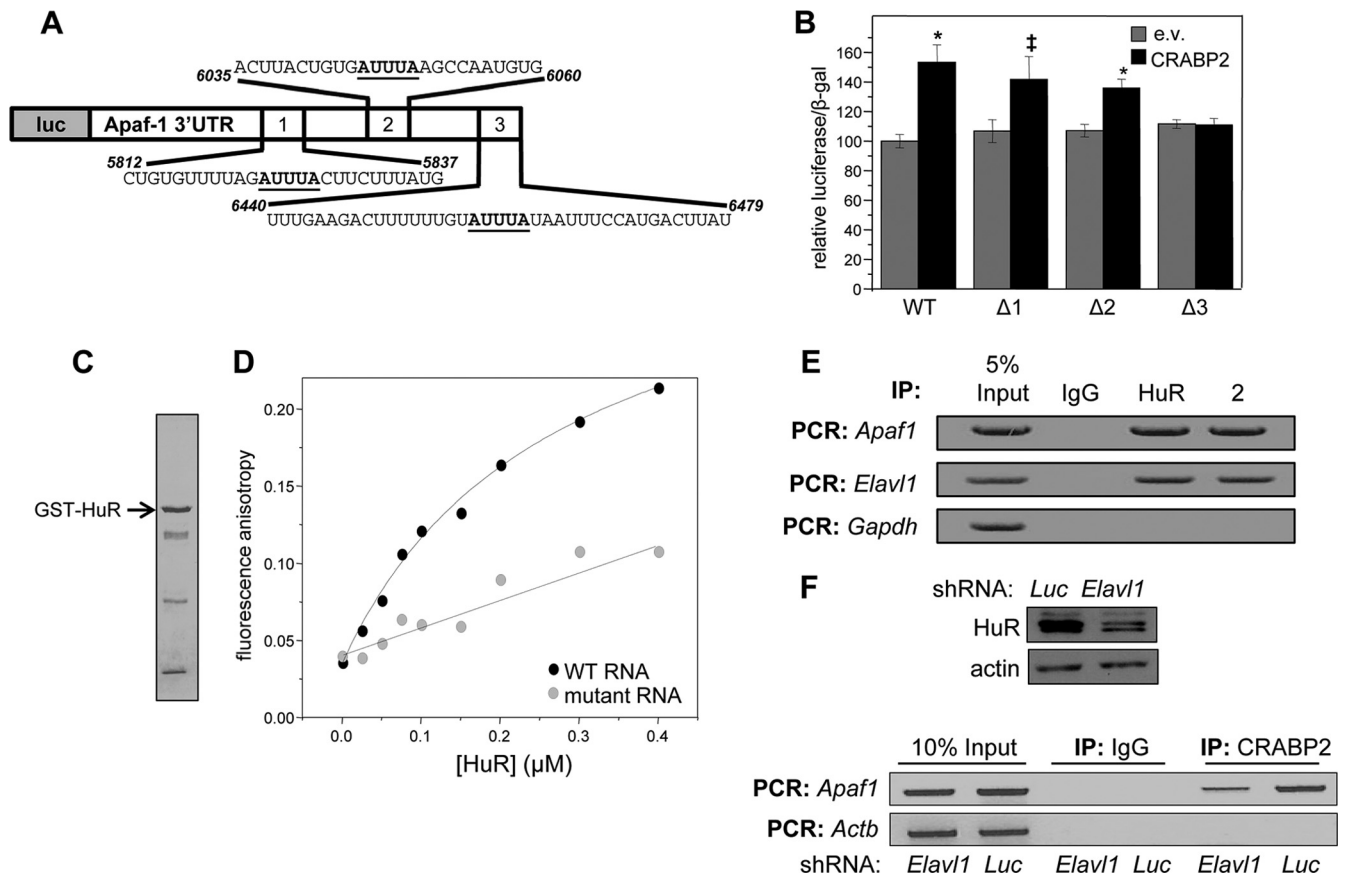 A
ACUUACUGUGAUUUAAGCCAAUGUG
6035
6060
luc
Apaf-1 3’UTR
1
2
3
5812
5837
CUGUGUUUUAGAUUUACUUCUUUAUG
6440
6479
UUUGAAGACUUUUUUGUAUUUAUAAUUUCCAUGACUUAU
B
e.v.
CRABP2
*
‡
*
relative luciferase/β-gal
160
140
120
100
80
60
40
20
0
WT
Δ1
Δ2
Δ3
C
GST-HuR
D
fluorescence anisotropy
0.20
0.15
0.10
0.05
0.00
WT RNA
mutant RNA
0.0
0.1
0.2
0.3
0.4
[HuR] (µM)
E
IP:
5% Input
IgG
HuR
2
PCR: Apaf1
PCR: Elavl1
PCR: Gapdh
F
shRNA: Luc Elavl1
HuR
actin
10% Input
IP: IgG
IP: CRABP2
PCR: Apaf1
PCR: Actb
shRNA: Elavl1 Luc Elavl1 Luc Elavl1 Luc